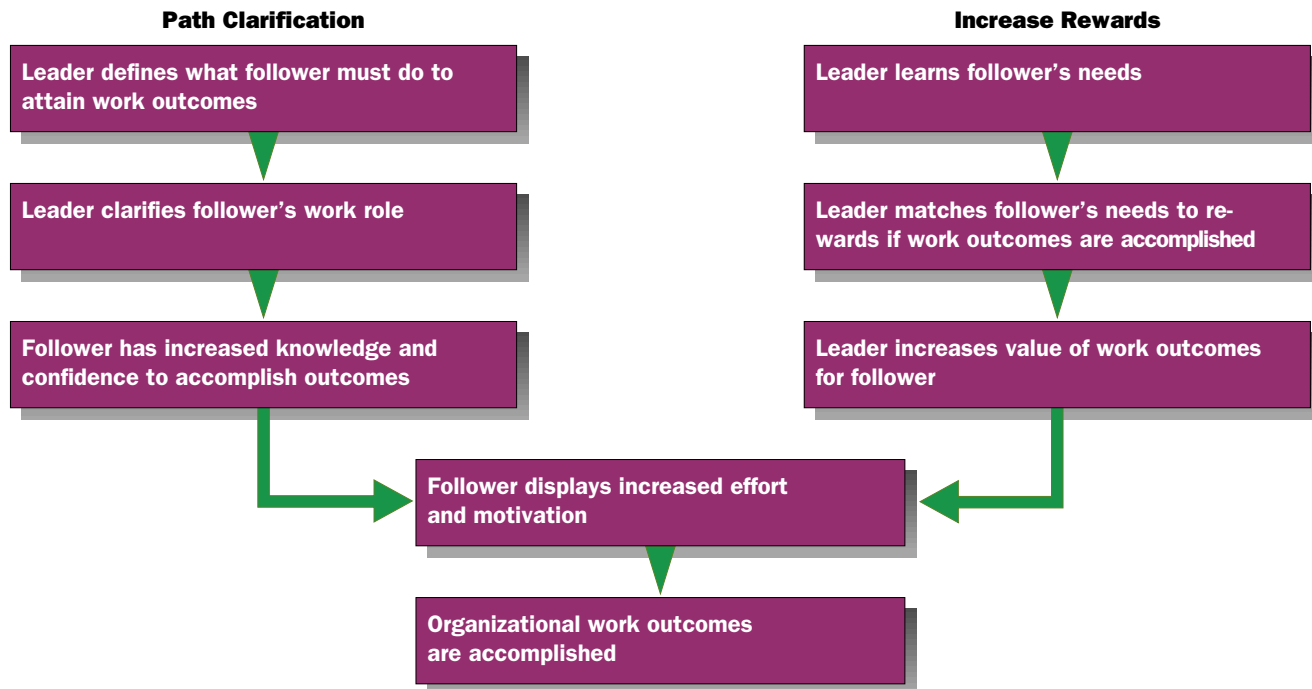 Path Clarification
Leader defines what follower must do to
attain work outcomes
Leader clarifies follower's work role
Follower has increased knowledge and
confidence to accomplish outcomes
Increase Rewards
Leader learns follower's needs
Leader matches follower's needs to re-
wards if work outcomes are accomplished
Leader increases value of work outcomes
for follower
Follower displays increased effort
and motivation
Organizational work outcomes
are accomplished